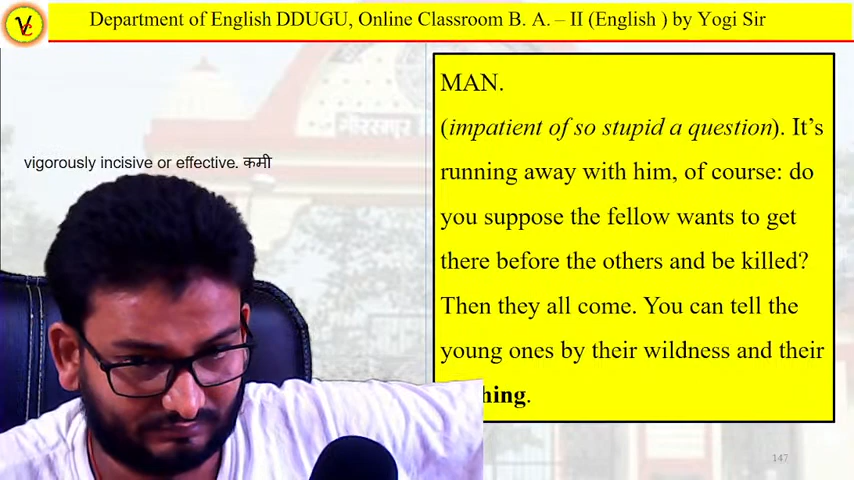 Department of English DDUGU, Online Classroom B. A. – II (English ) by Yogi Sir
vigorously incisive or effective. कमी
MAN.
(impatient of so stupid a question). It’s
running away with him, of course: do
you suppose the fellow wants to get
there before the others and be killed?
Then they all come. You can tell the
young ones by their wildness and their
147